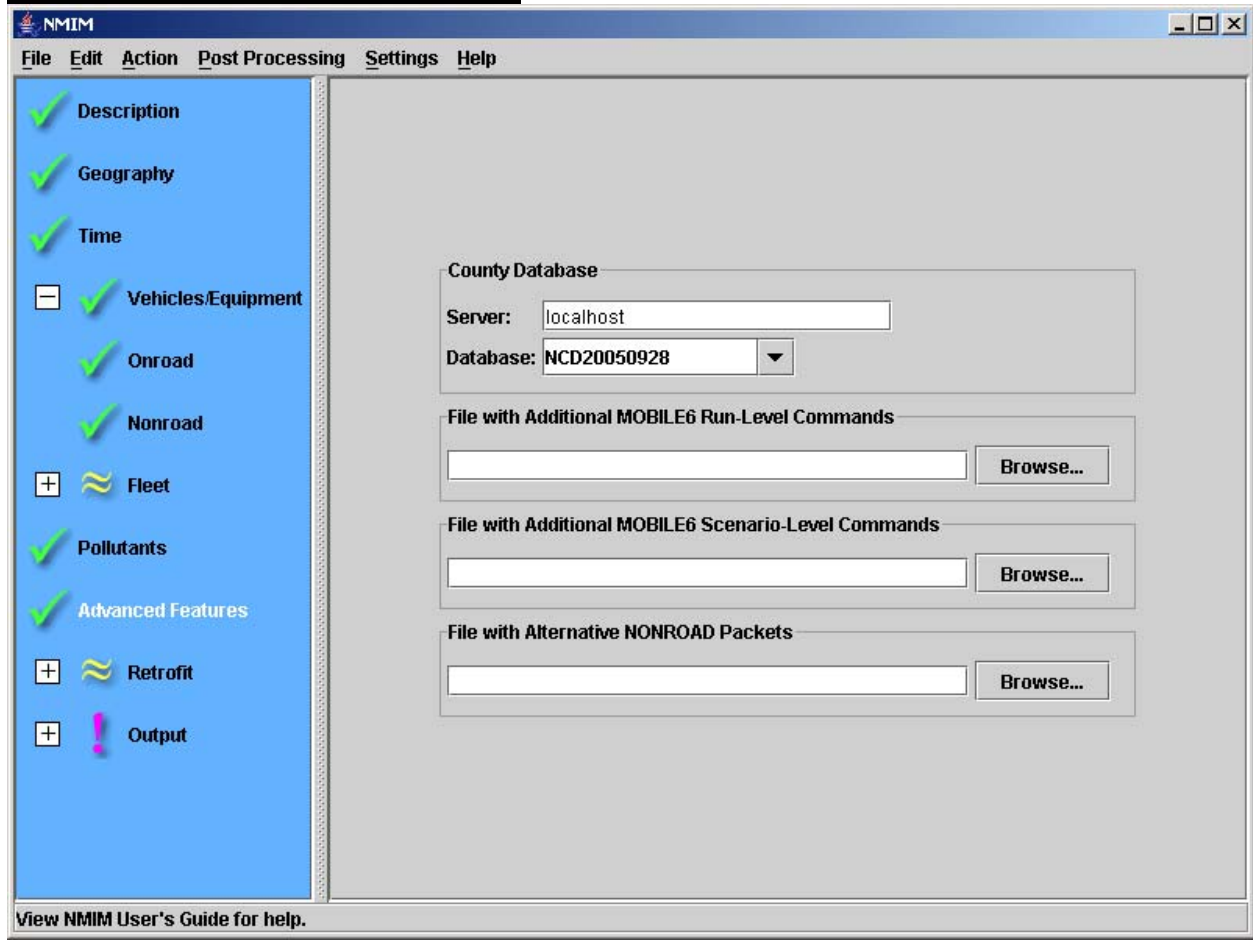 NMIM
File Edit Action Post Processing Settings Help
Description
Geography
Time
Vehicles/Equipment
Onroad
Nonroad
Fleet
Pollutants
Advanced Features
Retrofit
Output
County Database
Server: localhost
Database: NCD20050928
File with Additional MOBILE6 Run-Level Commands
Browse...
File with Additional MOBILE6 Scenario-Level Commands
Browse...
File with Alternative NONROAD Packets
Browse...
View NMIM User's Guide for help.